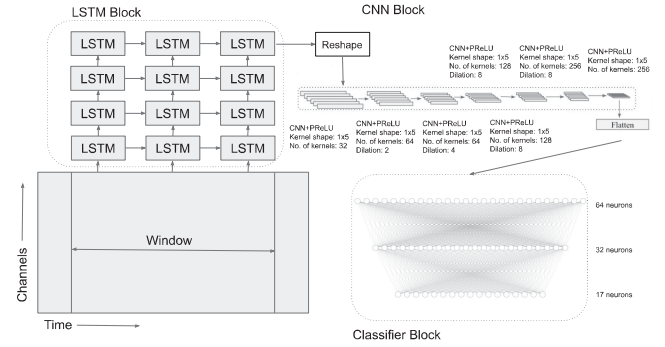 LSTM Block
CNN Block
LSTM LSTM LSTM
LSTM LSTM LSTM
LSTM LSTM LSTM
LSTM LSTM LSTM
Reshape
CNN+PReLU
Kernel shape: 1x5
No. of kernels: 128
Dilation: 8
CNN+PReLU
Kernel shape: 1x5
No. of kernels: 256
Dilation: 8
CNN+PReLU
Kernel shape: 1x5
No. of kernels: 256
CNN+PReLU
Kernel shape: 1x5
No. of kernels: 32
CNN+PReLU
Kernel shape: 1x5
No. of kernels: 64
Dilation: 2
CNN+PReLU
Kernel shape: 1x5
No. of kernels: 64
Dilation: 4
CNN+PReLU
Kernel shape: 1x5
No. of kernels: 128
Dilation: 8
Flatten
Channels
Window
Time
64 neurons
32 neurons
17 neurons
Classifier Block